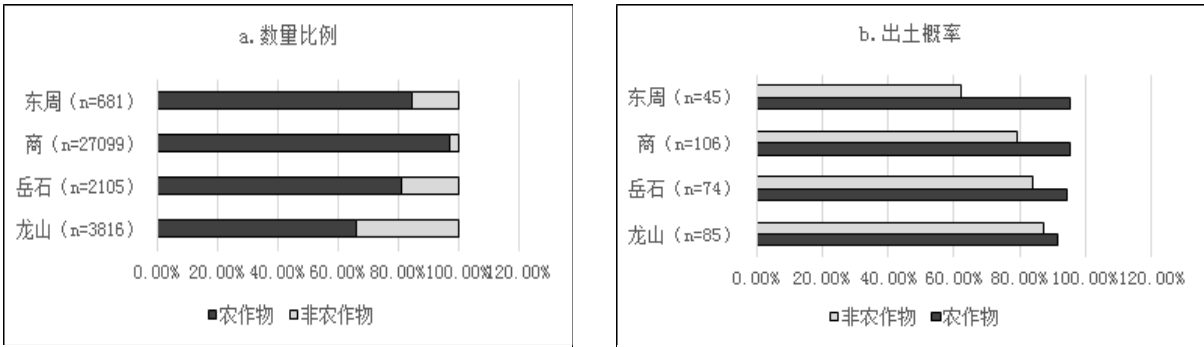 a.数量比例
东周（n=681）
商（n=27099）
岳石（n=2105）
龙山（n=3816）
0.00% 20.00% 40.00% 60.00% 80.00% 100.00% 120.00%
■农作物 □非农作物
b.出土概率
东周（n=45）
商（n=106）
岳石（n=74）
龙山（n=85）
0.00% 20.00% 40.00% 60.00% 80.00% 100.00% 120.00%
□非农作物 ■农作物